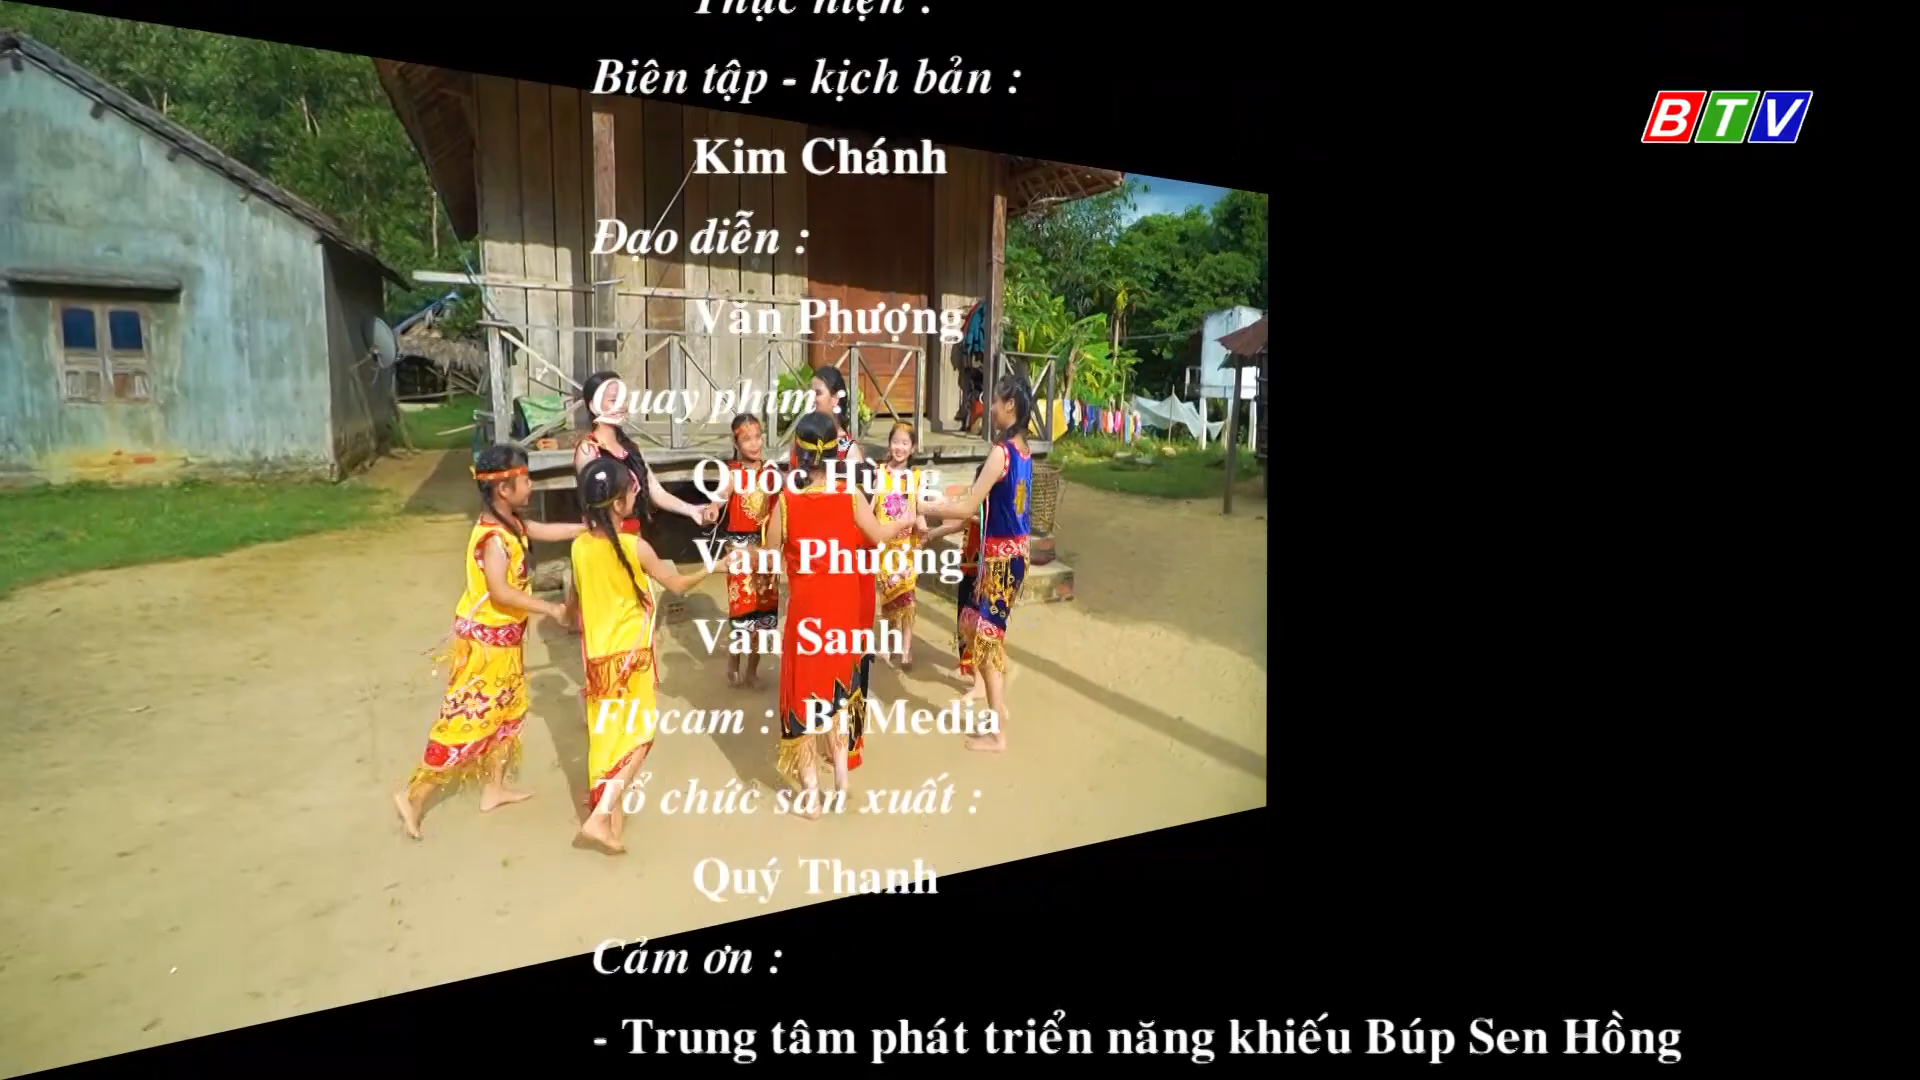 Thực hiện :
Biên tập - kịch bản :
Kim Chánh
BTV
Đạo diễn :
Văn Phượng
Quay phim :
Quốc Hùng
Văn Phượng
Văn Sanh
Flycam : Bi Media
Tổ chức sản xuất :
Quý Thanh
Cảm ơn :
- Trung tâm phát triển năng khiếu Búp Sen Hồng